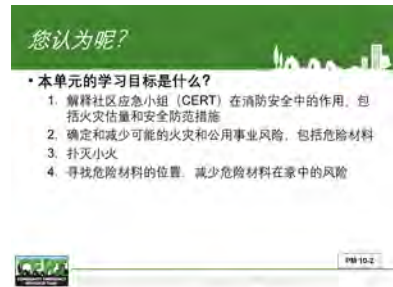 您认为呢？
• 本单元的学习目标是什么？
1. 解释社区应急小组（CERT）在消防安全中的作用，包
括火灾估量和安全防范措施
2. 确定和减少可能的火灾和公用事业风险，包括危险材料
3. 扑灭小火
4. 寻找危险材料的位置，减少危险材料在家中的风险
PM 10-2